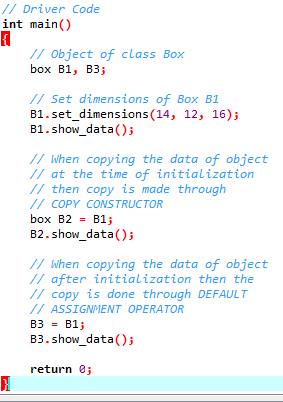 // Driver Code
int main()
{
// Object of class Box
box B1, B3;
// Set dimensions of Box B1
B1.set_dimensions(14, 12, 16);
B1.show_data();
// When copying the data of object
// at the time of initialization
// then copy is made through
// COPY CONSTRUCTOR
box B2 = B1;
B2.show_data();
// When copying the data of object
// after initialization then the
// copy is done through DEFAULT
// ASSIGNMENT OPERATOR
B3 = B1;
B3.show_data();
return 0;
}